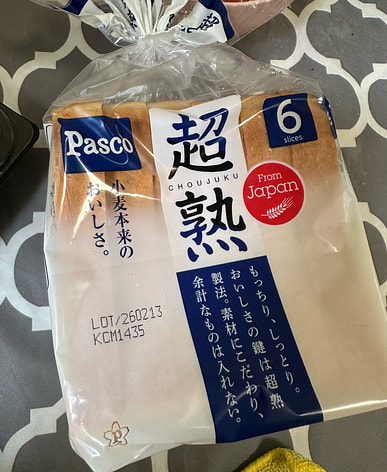 Pasco
超熟
CHOUJUKU
6
slices
From
Japan
小麦本来の
おいしさ。
LOT/260213
KCM1435
もっちり、しっとり。
おいしさの鍵は超熟
製法。素材にこだわり、
余計なものは入れない。